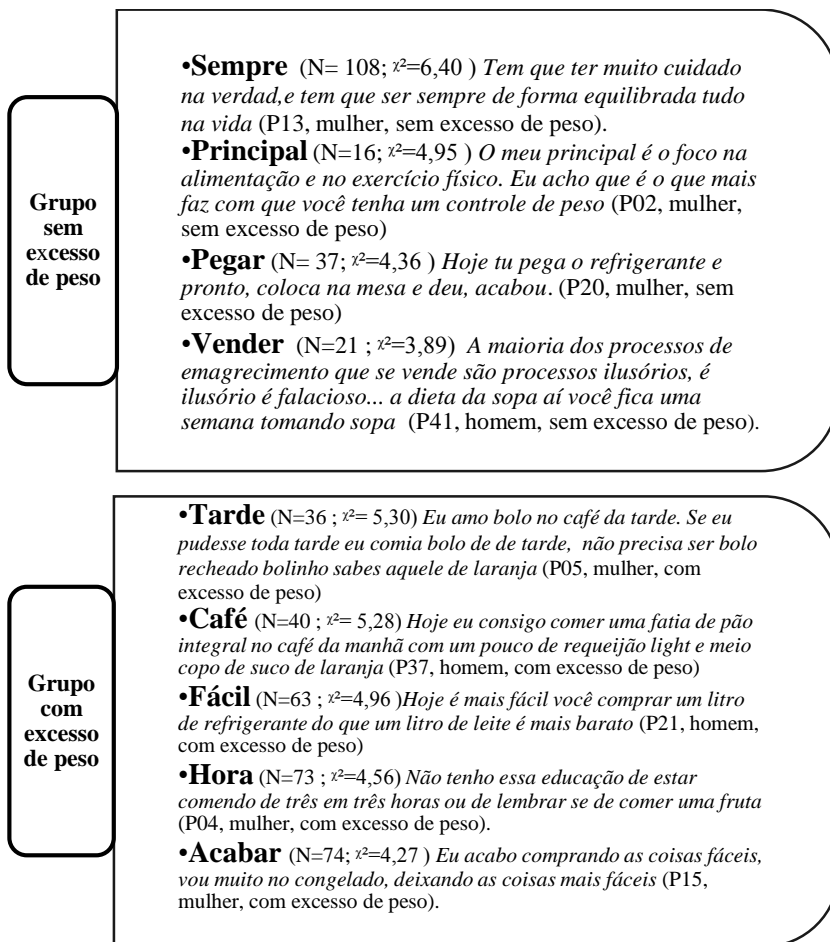 Grupo
sem
excesso
de peso
•Sempre (N= 108; χ²=6,40 ) Tem que ter muito cuidado
na verdad,e tem que ser sempre de forma equilibrada tudo
na vida (P13, mulher, sem excesso de peso).
•Principal (N=16; χ²=4,95 ) O meu principal é o foco na
alimentação e no exercício físico. Eu acho que é o que mais
faz com que você tenha um controle de peso (P02, mulher,
sem excesso de peso)
•Pegar (N= 37; χ²=4,36 ) Hoje tu pega o refrigerante e
pronto, coloca na mesa e deu, acabou. (P20, mulher, sem
excesso de peso)
•Vender (N=21 ; χ²=3,89) A maioria dos processos de
emagrecimento que se vende são processos ilusórios, é
ilusório é falacioso... a dieta da sopa aí você fica uma
semana tomando sopa (P41, homem, sem excesso de peso).
Grupo
com
excesso
de peso
•Tarde (N=36 ; χ²= 5,30) Eu amo bolo no café da tarde. Se eu
pudesse toda tarde eu comia bolo de de tarde, não precisa ser bolo
recheado bolinho sabes aquele de laranja (P05, mulher, com
excesso de peso)
•Café (N=40 ; χ²= 5,28) Hoje eu consigo comer uma fatia de pão
integral no café da manhã com um pouco de requeijão light e meio
copo de suco de laranja (P37, homem, com excesso de peso)
•Fácil (N=63 ; χ²=4,96 )Hoje é mais fácil você comprar um litro
de refrigerante do que um litro de leite é mais barato (P21, homem,
com excesso de peso)
•Hora (N=73 ; χ²=4,56) Não tenho essa educação de estar
comendo de três em três horas ou de lembrar se de comer uma fruta
(P04, mulher, com excesso de peso).
•Acabar (N=74; χ²=4,27 ) Eu acabo comprando as coisas fáceis,
vou muito no congelado, deixando as coisas mais fáceis (P15,
mulher, com excesso de peso).